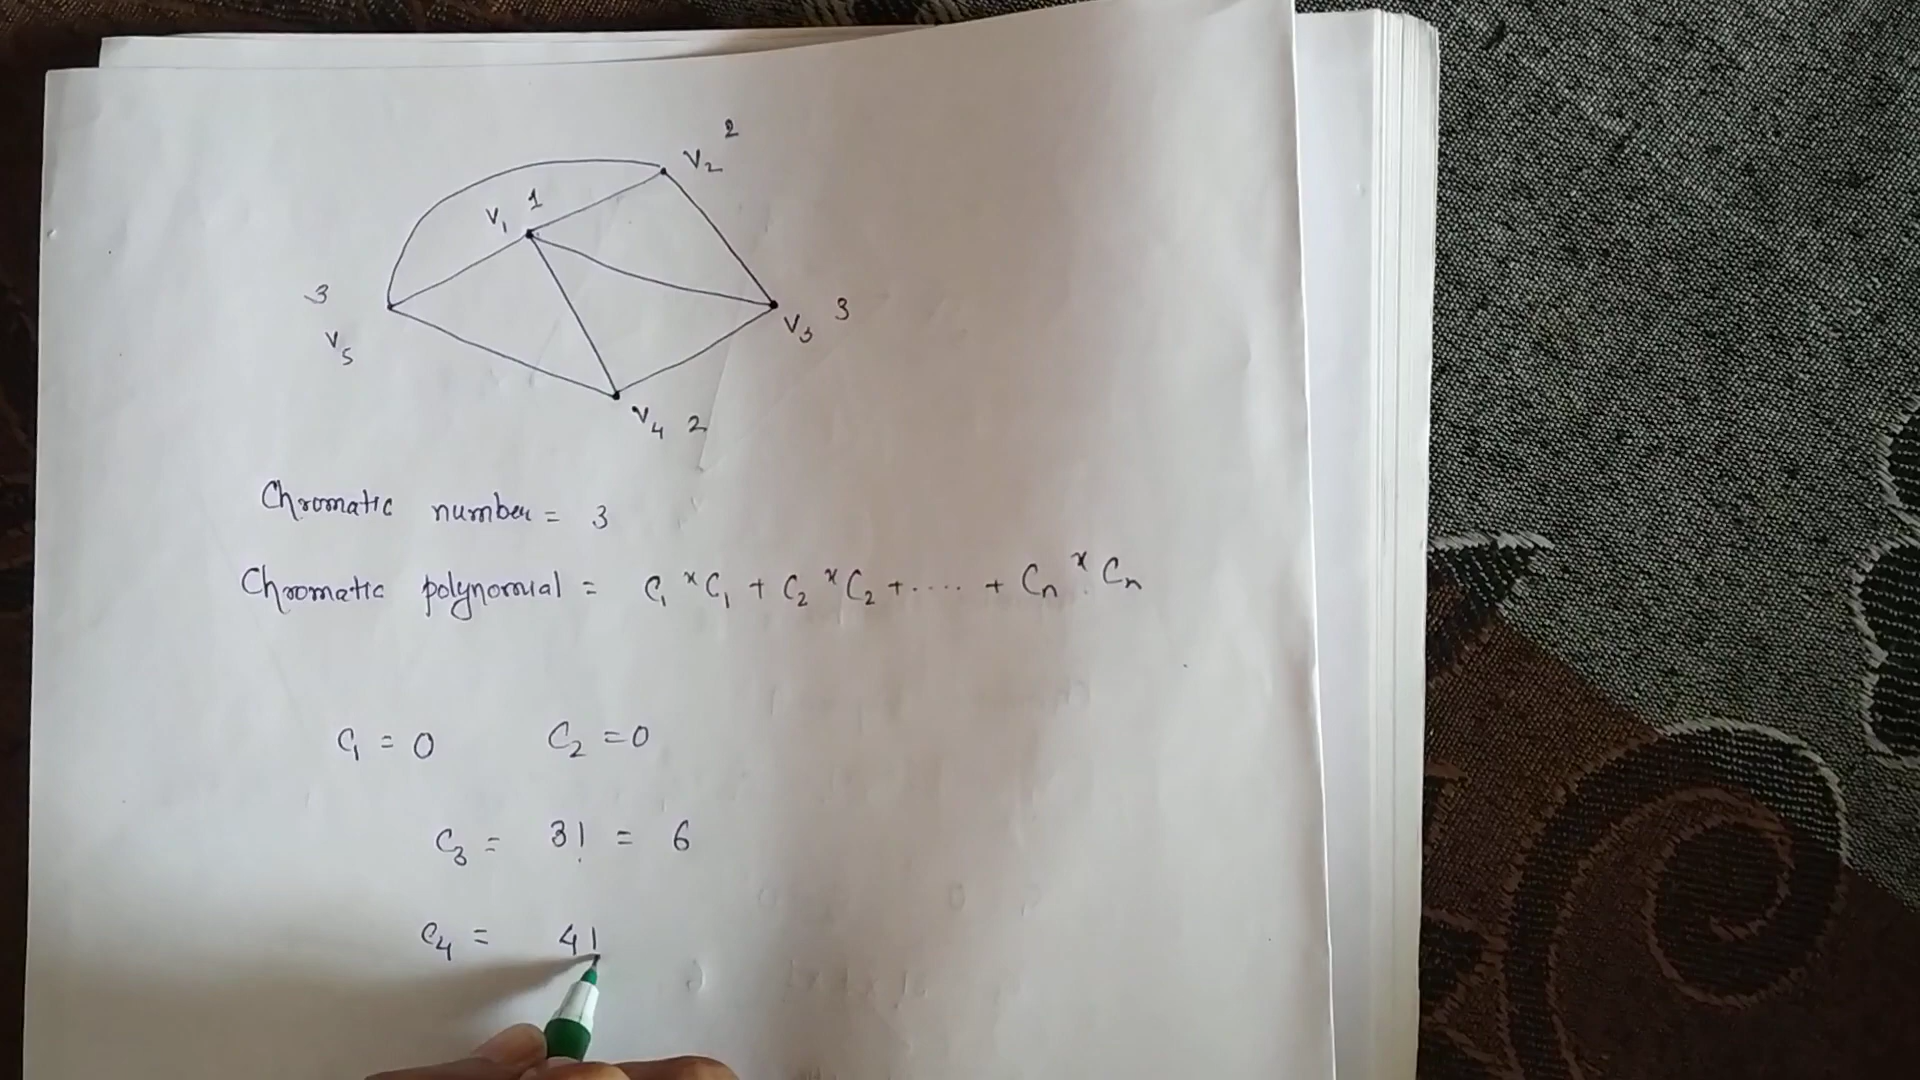 2
V₂
1
V₁
3
V₅
V₃ 3
V₄ 2
Chromatic number = 3
Chromatic polynomial = C₁ ˣC₁ + C₂ ˣC₂ + ..... + Cₙ ˣCₙ
C₁ = 0 C₂ = 0
C₃ = 3! = 6
C₄ = 4!